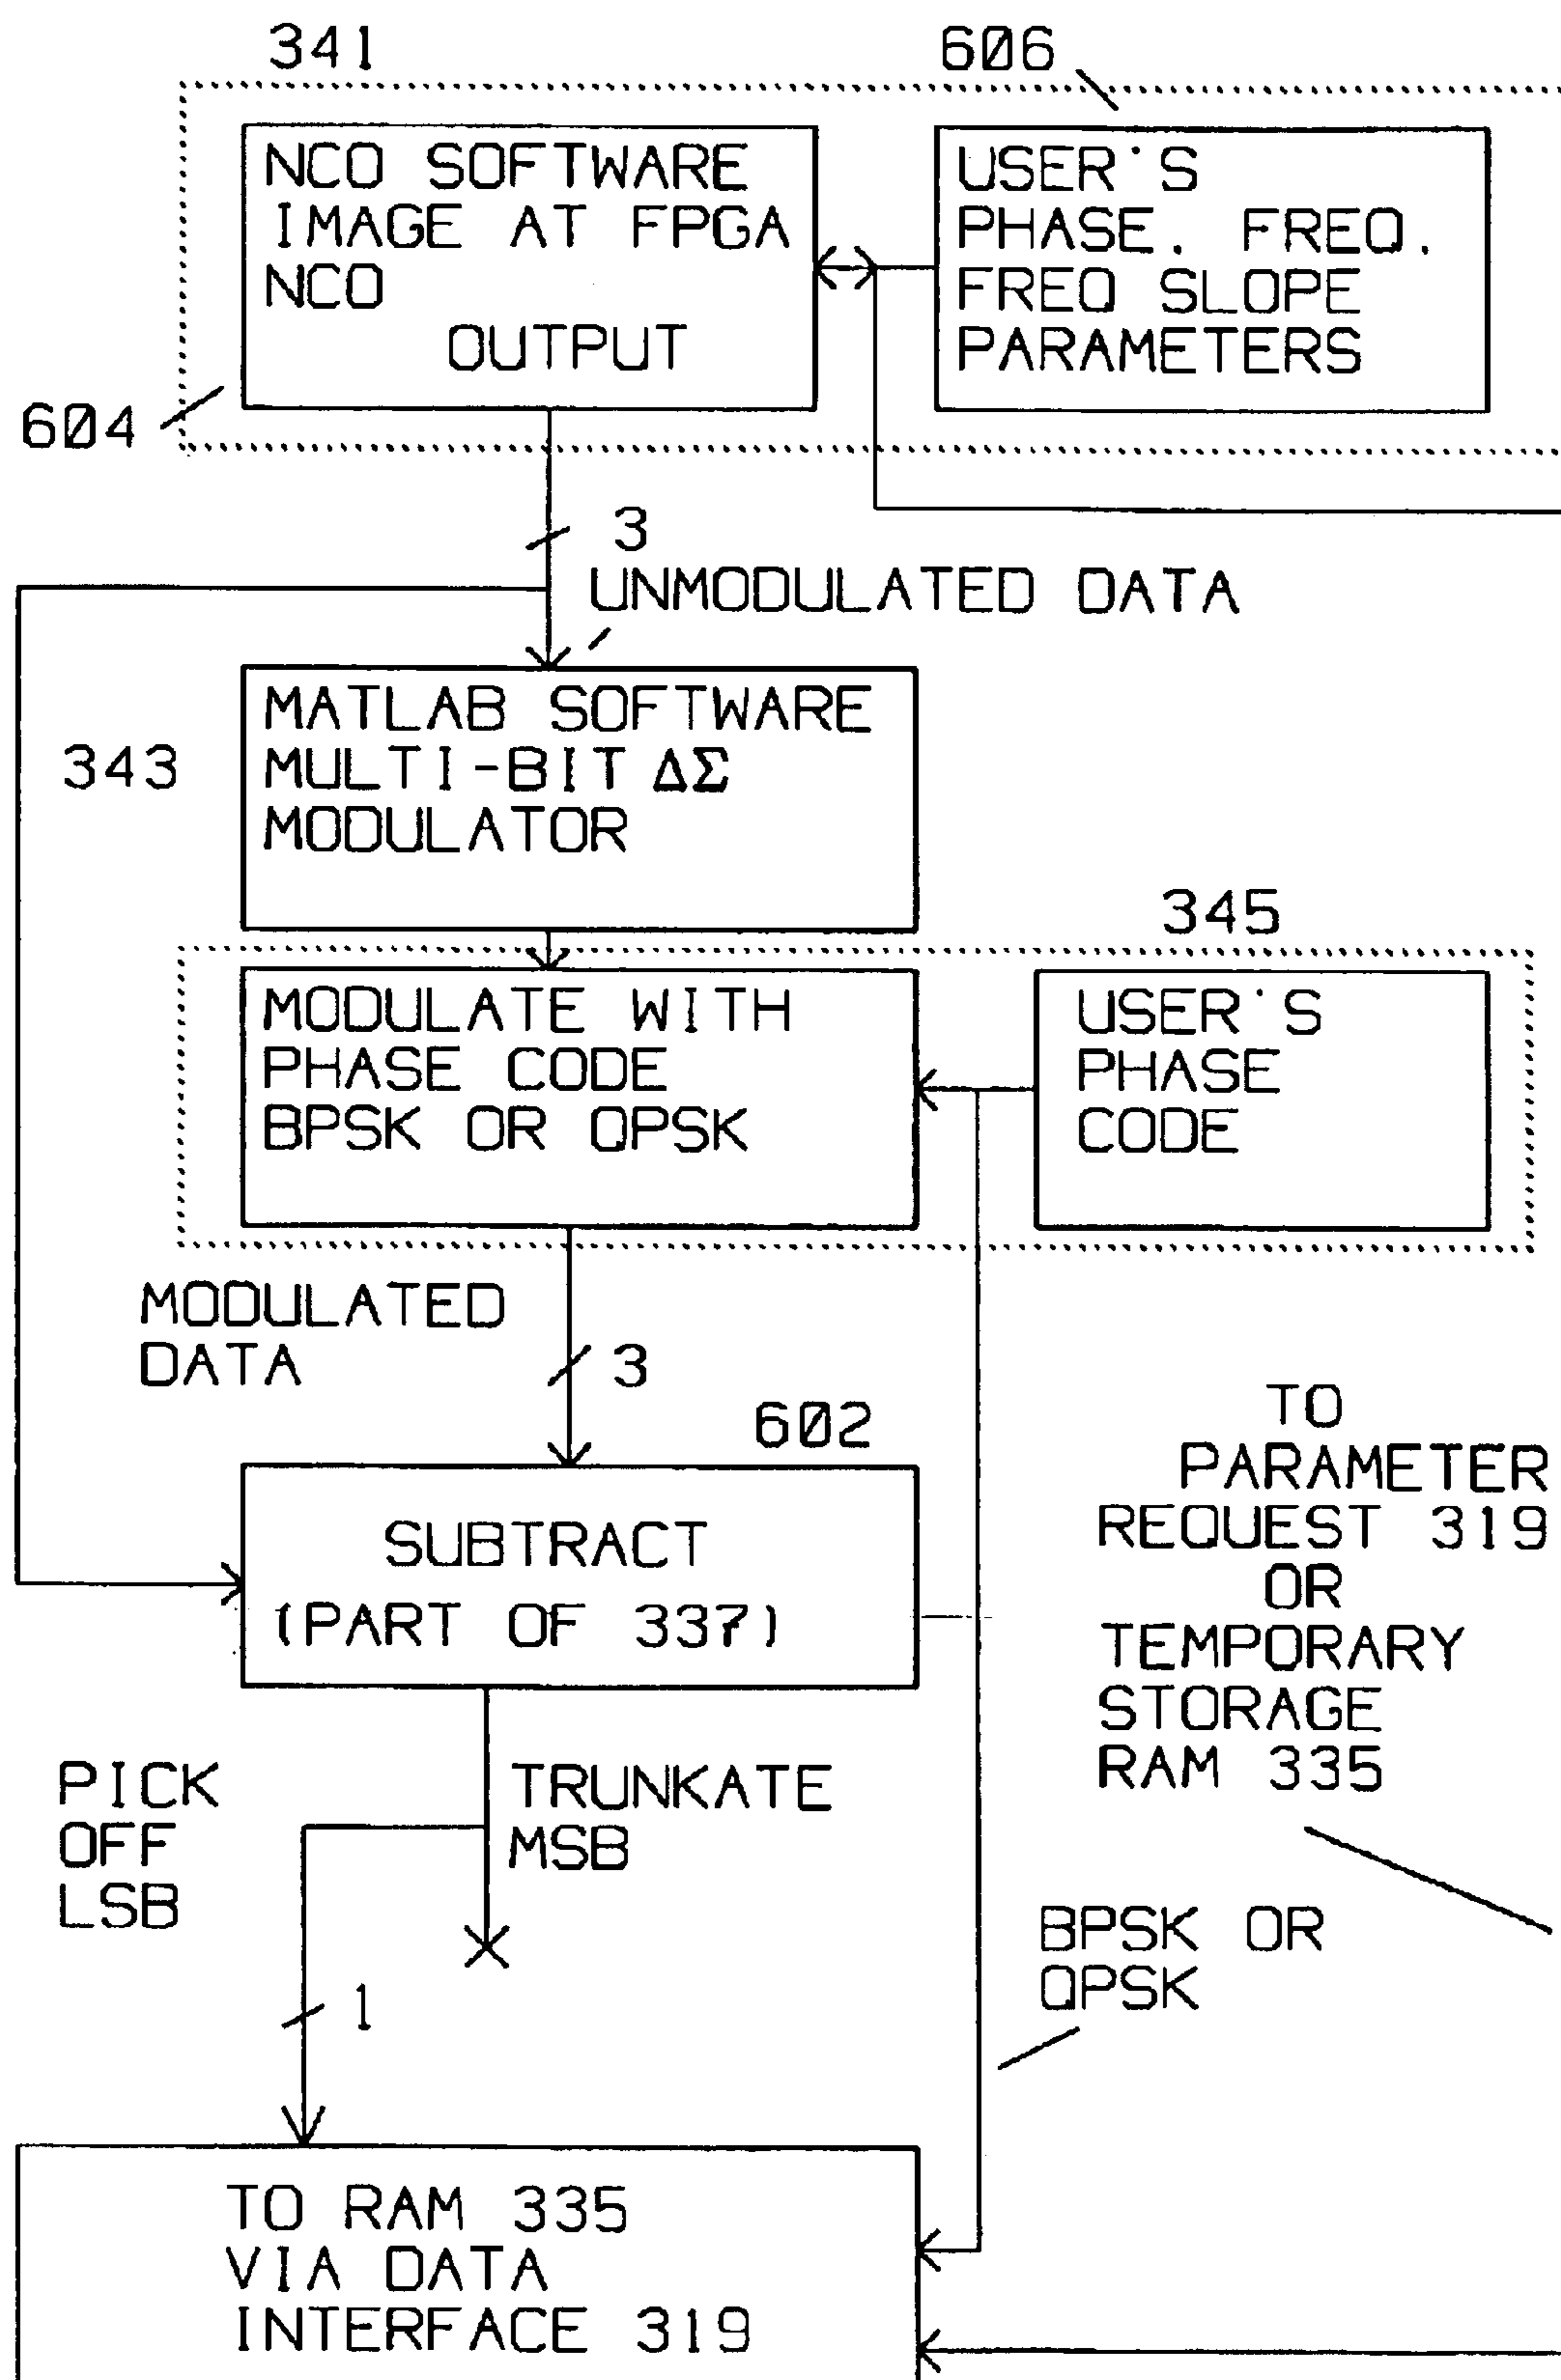 341
606
NCO SOFTWARE
IMAGE AT FPGA
NCO
OUTPUT
USER'S
PHASE. FREQ.
FREQ SLOPE
PARAMETERS
604
3
UNMODULATED DATA
343
MATLAB SOFTWARE
MULTI-BIT ΔΣ
MODULATOR
345
MODULATE WITH
PHASE CODE
BPSK OR QPSK
USER'S
PHASE
CODE
MODULATED
DATA
3
602
SUBTRACT
(PART OF 337)
TO
PARAMETER
REQUEST 319
OR
TEMPORARY
STORAGE
RAM 335
PICK
OFF
LSB
TRUNKATE
MSB
1
BPSK OR
QPSK
TO RAM 335
VIA DATA
INTERFACE 319